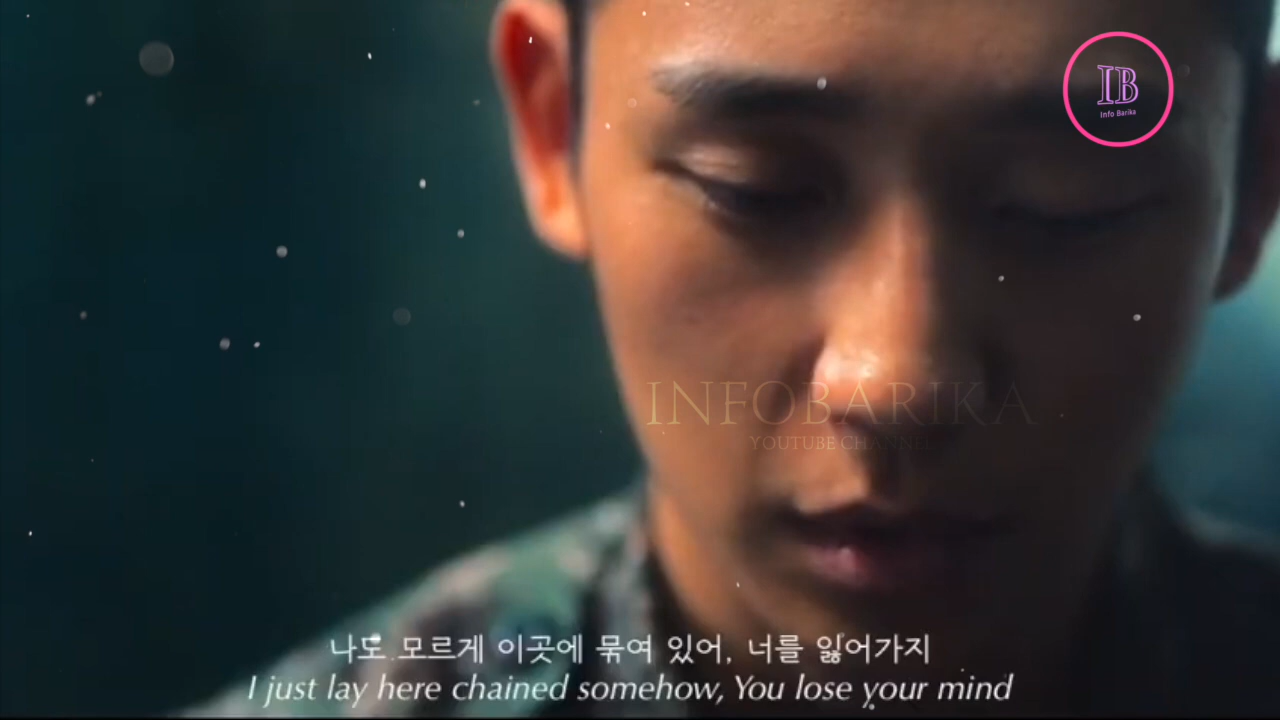 IB
Info Barika
INFOBARIKA
YOUTUBE CHANNEL
나도 모르게 이곳에 묶여 있어, 너를 잃어가지
I just lay here chained somehow, You lose your mind